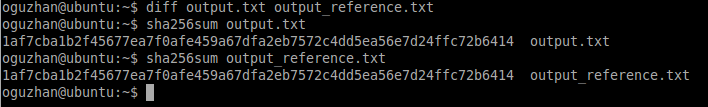 oguzhan@ubuntu:~$ diff output.txt output_reference.txt
oguzhan@ubuntu:~$ sha256sum output.txt
1af7cba1b2f45677ea7f0afe459a67dfa2eb7572c4dd5ea56e7d24ffc72b6414  output.txt
oguzhan@ubuntu:~$ sha256sum output_reference.txt
1af7cba1b2f45677ea7f0afe459a67dfa2eb7572c4dd5ea56e7d24ffc72b6414  output_reference.txt
oguzhan@ubuntu:~$